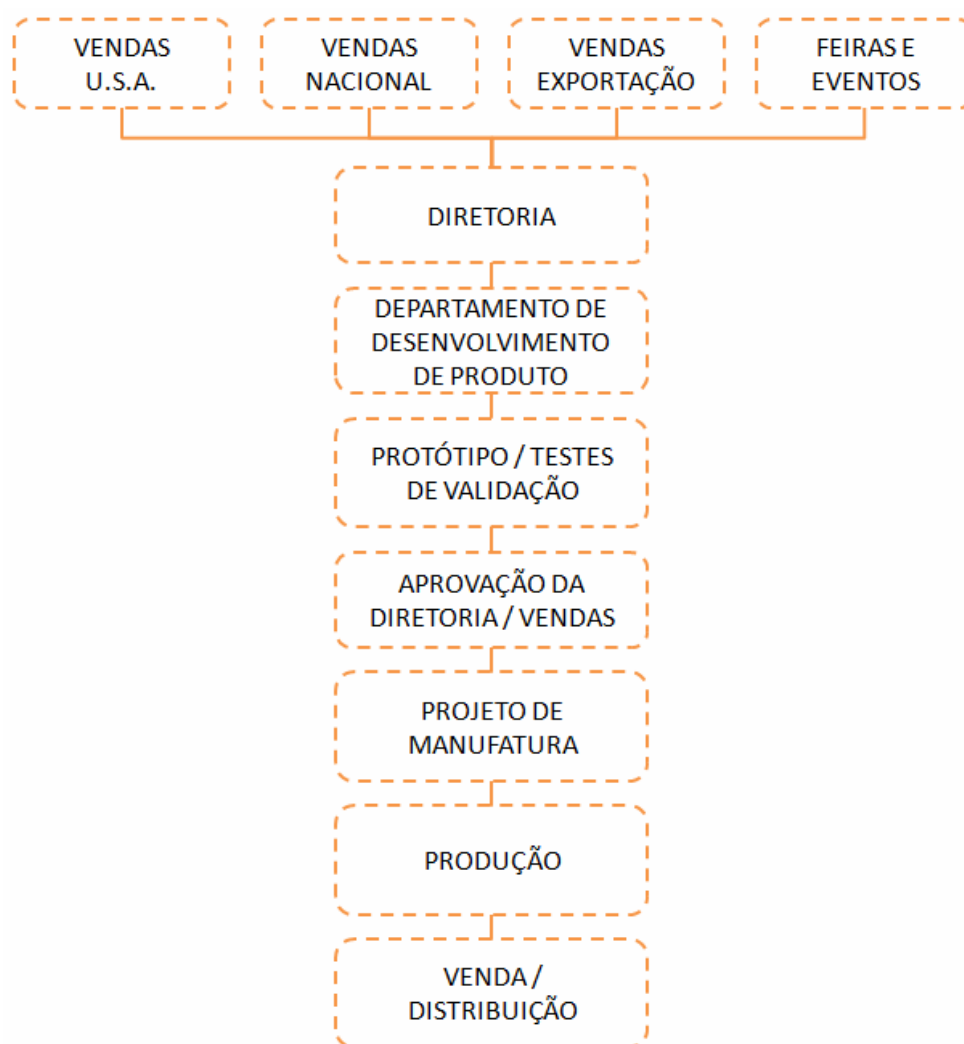 VENDAS
U.S.A.
VENDAS
NACIONAL
VENDAS
EXPORTAÇÃO
FEIRAS E
EVENTOS
DIRETORIA
DEPARTAMENTO DE
DESENVOLVIMENTO
DE PRODUTO
PROTÓTIPO / TESTES
DE VALIDAÇÃO
APROVAÇÃO DA
DIRETORIA / VENDAS
PROJETO DE
MANUFATURA
PRODUÇÃO
VENDA /
DISTRIBUIÇÃO